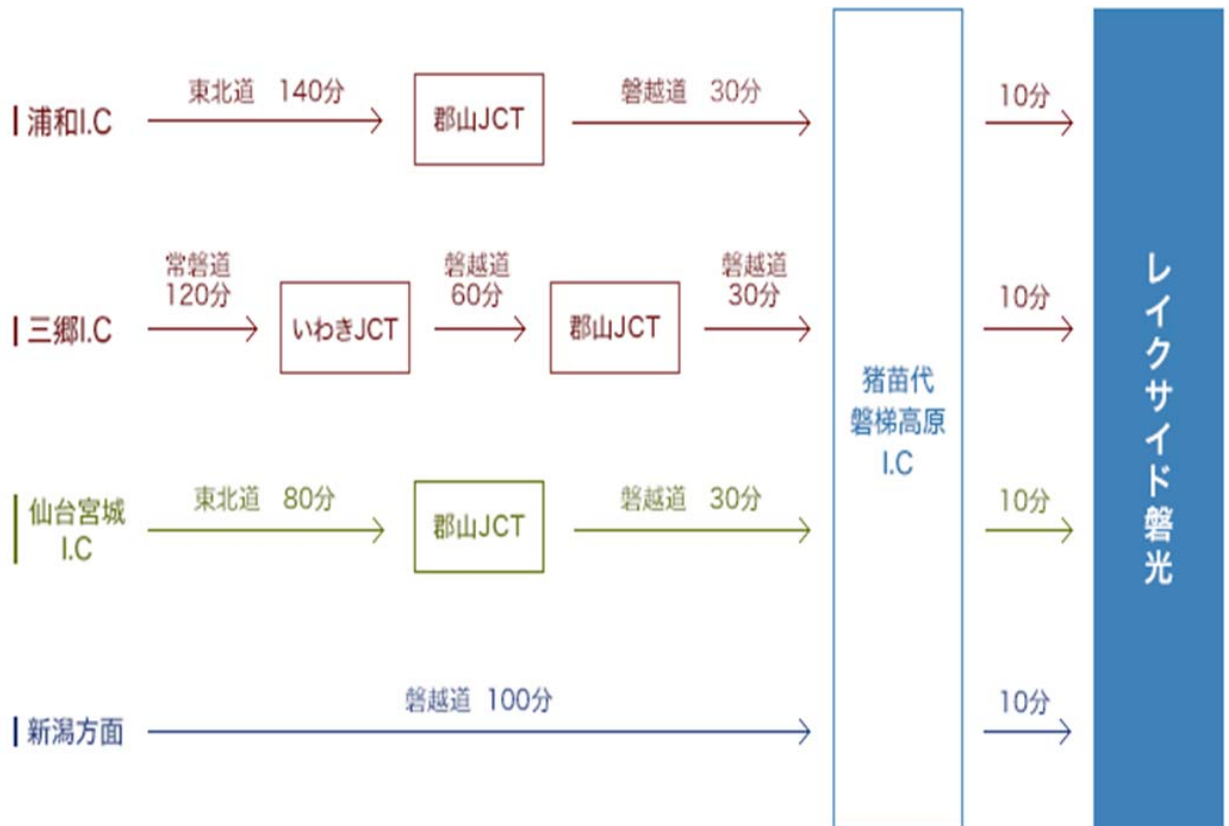 浦和I.C
東北道 140分
郡山JCT
磐越道 30分
10分
三郷I.C
常磐道
120分
いわきJCT
磐越道
60分
郡山JCT
磐越道
30分
10分
仙台宮城
I.C
東北道 80分
郡山JCT
磐越道 30分
10分
新潟方面
磐越道 100分
10分
猪苗代
磐梯高原
I.C
レイクサイド磐光